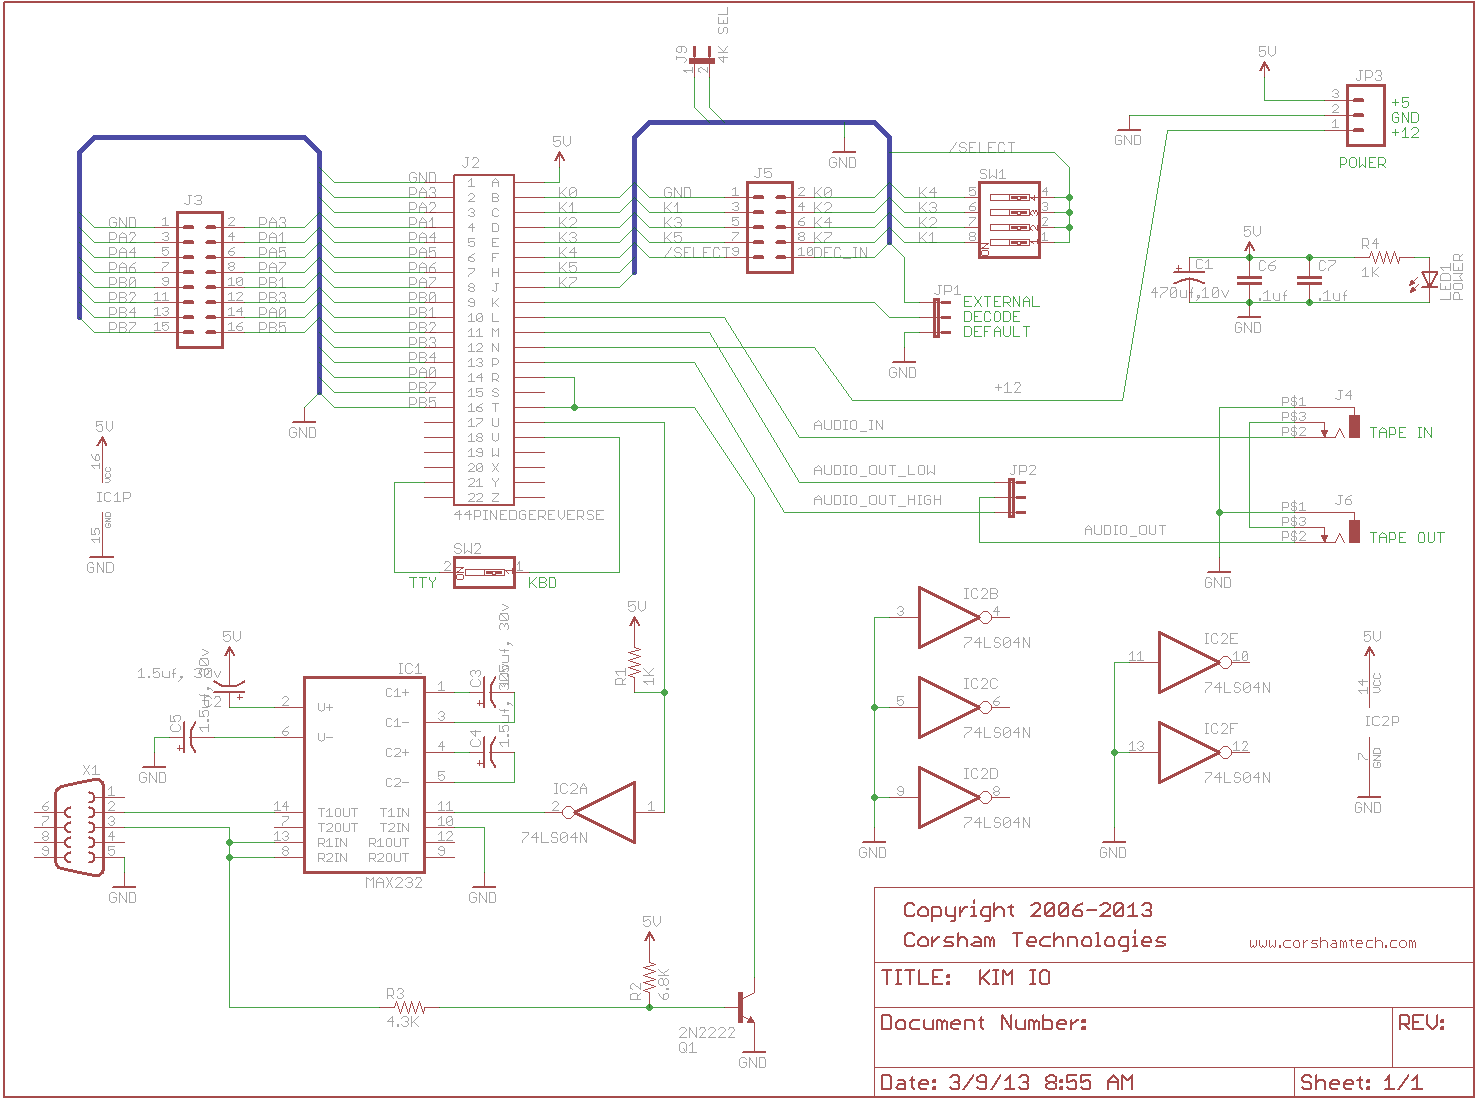 J9
4K SEL
1
2
5V
JP3
3
2
1
+5
GND
+12
POWER
GND
J3
GND 1 2 PA3
PA2 3 4 PA1
PA4 5 6 PA5
PA6 7 8 PA7
PB0 9 10 PB1
PB2 11 12 PB3
PB4 13 14 PA0
PB7 15 16 PB5
GND
J2
5V
GND 1 A
PA3 2 B K0
PA2 3 C K1
PA1 4 D K2
PA4 5 E K3
PA5 6 F K4
PA6 7 H K5
PA7 8 J K7
PB0 9 K
PB1 10 L
PB2 11 M
PB3 12 N
PB4 13 P
PA0 14 R
PB7 15 S
PB5 16 T
17 U
18 V
19 W
20 X
21 Y
22 Z
44PINEDGEREVERSE
J5
GND 1 2 K0
K1 3 4 K2
K3 5 6 K4
K5 7 8 K7
/SELECT 9 10 DEC_IN
GND
/SELECT
SW1
K4 5 4
K3 6 3
K2 7 2
K1 8 1
ON
JP1
EXTERNAL
DECODE
DEFAULT
GND
+12
5V
C1
470uf,10v
C6
.1uf
C7
.1uf
R4
1K
LED1
POWER
GND
AUDIO_IN
AUDIO_OUT_LOW
AUDIO_OUT_HIGH
JP2
AUDIO_OUT
J4
P$1
P$3
P$2
TAPE IN
J6
P$1
P$3
P$2
TAPE OUT
GND
5V
16
VCC
IC1P
15
GND
GND
SW2
2
ON
1
1
TTY
KBD
5V
R1
1K
5V
1.5uf, 30v
C2
C5
1.5uf, 30v
GND
IC1
2 U+
6 V-
14 T1OUT
7 T2OUT
13 R1IN
8 R2IN
C1+ 1
C1- 3
C2+ 4
C2- 5
T1IN 11
T2IN 10
R1OUT 12
R2OUT 9
MAX232
C3
1.5uf, 30v
C4
1.5uf, 30v
GND
X1
1
6
2
7
3
8
4
9
5
GND
IC2A
2
1
74LS04N
IC2B
3
4
74LS04N
IC2C
5
6
74LS04N
IC2D
9
8
74LS04N
GND
IC2E
11
10
74LS04N
IC2F
13
12
74LS04N
GND
5V
14
VCC
IC2P
7
GND
GND
R3
4.3K
5V
R2
6.8K
2N2222
Q1
GND
Copyright 2006-2013
Corsham Technologies
www.corshamtech.com
TITLE: KIM IO
Document Number:
REV:
Date: 3/9/13 8:55 AM
Sheet: 1/1